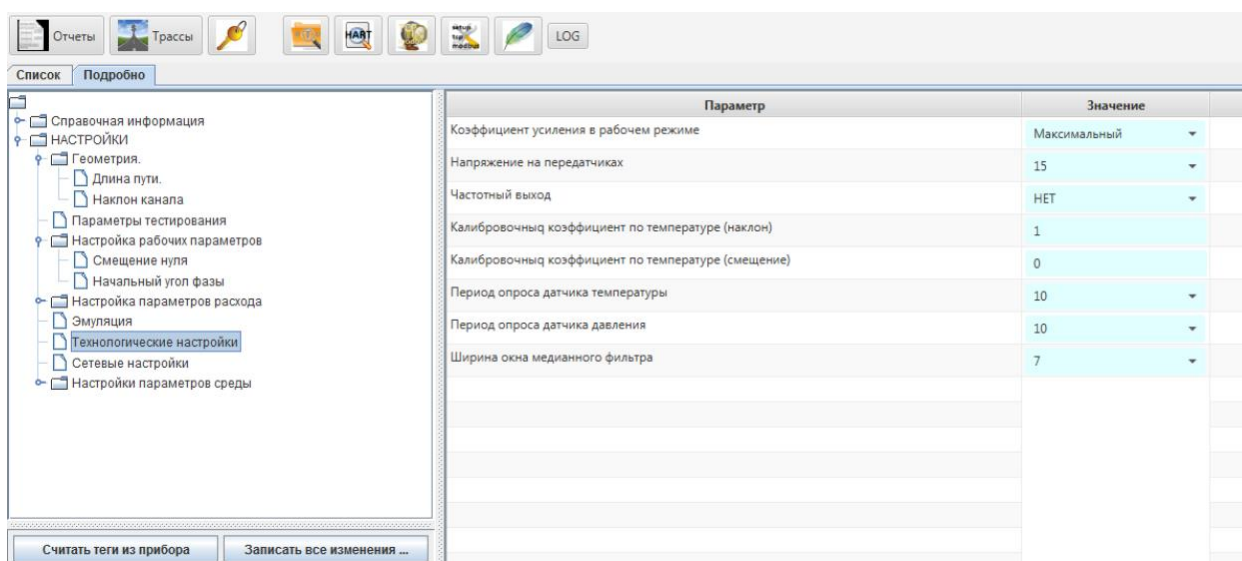 Отчеты Трассы HART LOG
Список Подробно
Справочная информация
НАСТРОЙКИ
Геометрия.
Длина пути.
Наклон канала
Параметры тестирования
Настройка рабочих параметров
Смещение нуля
Начальный угол фазы
Настройка параметров расхода
Эмуляция
Технологические настройки
Сетевые настройки
Настройки параметров среды
Считать теги из прибора Записать все изменения ...
Параметр Значение
Коэффициент усиления в рабочем режиме Максимальный
Напряжение на передатчиках 15
Частотный выход НЕТ
Калибровочныq коэффициент по температуре (наклон) 1
Калибровочныq коэффициент по температуре (смещение) 0
Период опроса датчика температуры 10
Период опроса датчика давления 10
Ширина окна медианного фильтра 7